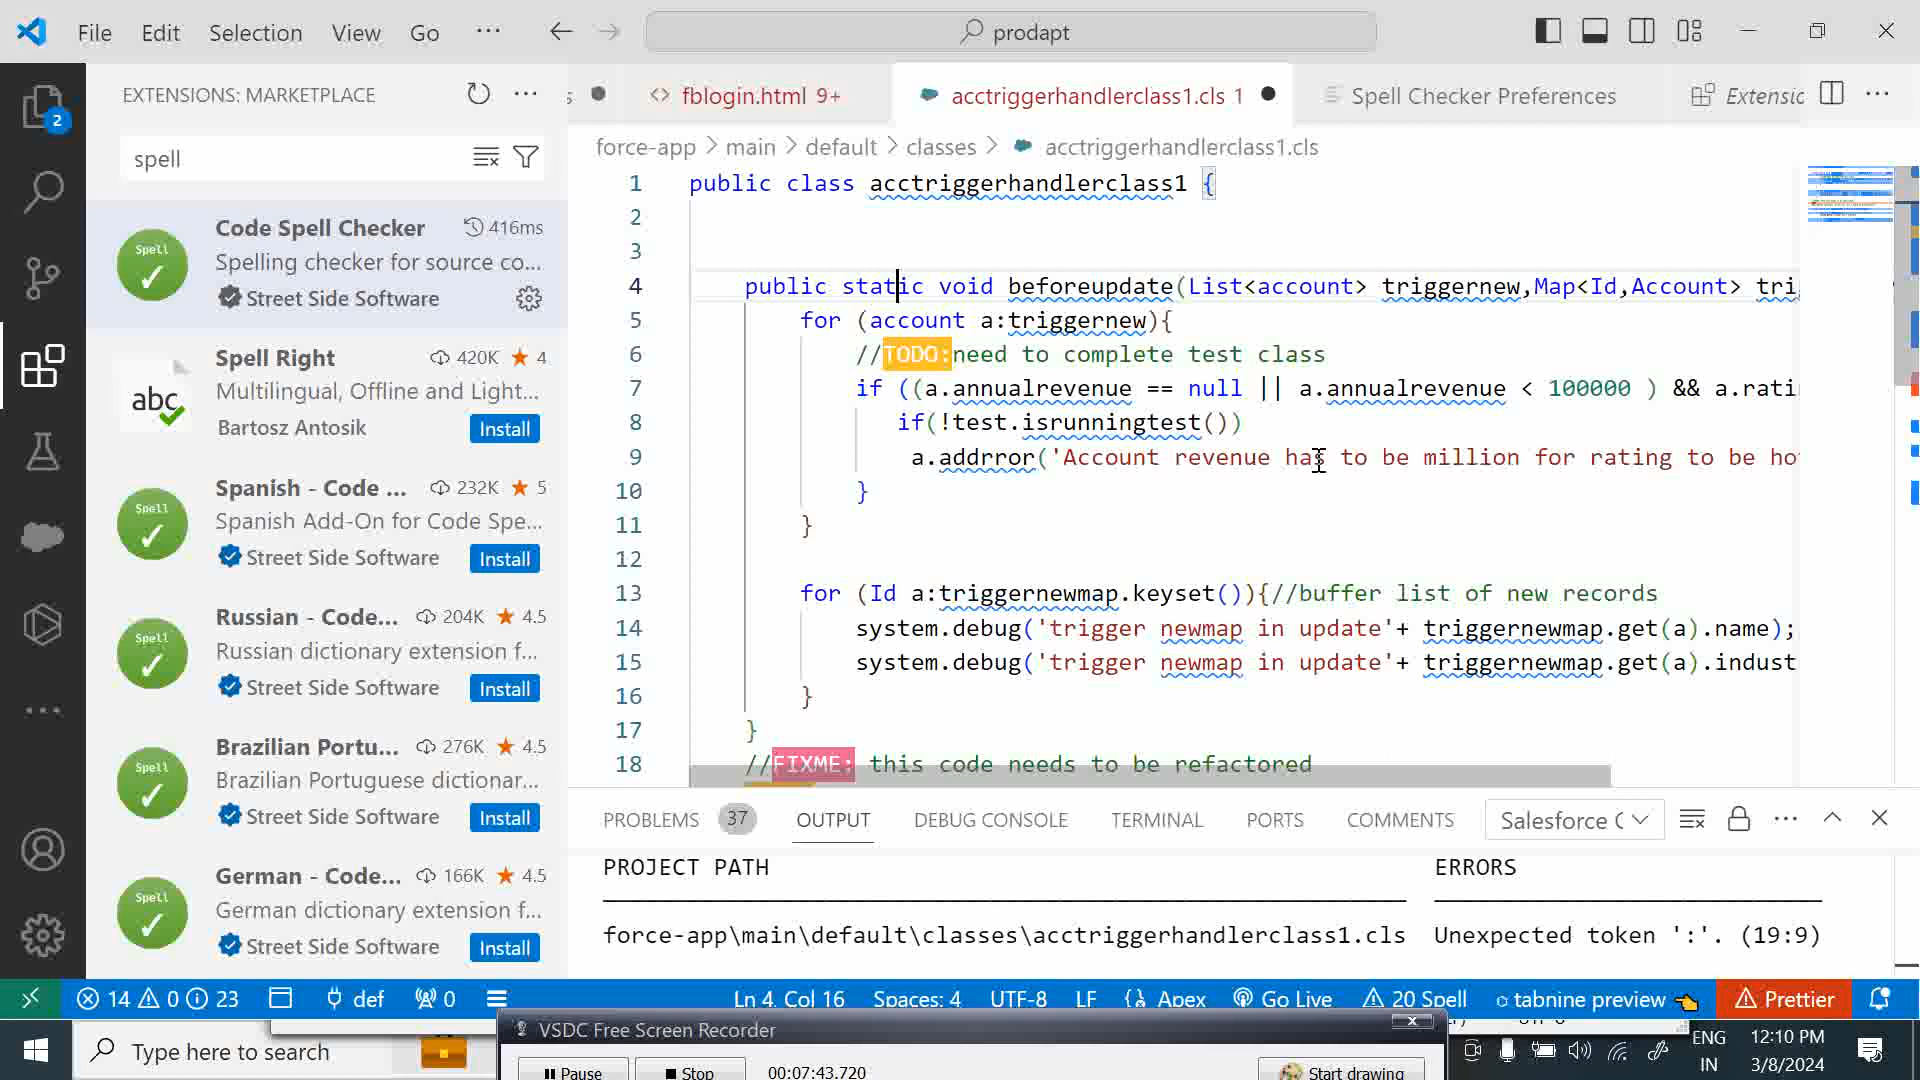 File Edit Selection View Go ··· prodapt
EXTENSIONS: MARKETPLACE
spell
Code Spell Checker 416ms
Spelling checker for source co...
Street Side Software
Spell Right 420K 4
Multilingual, Offline and Light...
Bartosz Antosik Install
Spanish - Code ... 232K 5
Spanish Add-On for Code Spe...
Street Side Software Install
Russian - Code... 204K 4.5
Russian dictionary extension f...
Street Side Software Install
Brazilian Portu... 276K 4.5
Brazilian Portuguese dictionar...
Street Side Software Install
German - Code... 166K 4.5
German dictionary extension f...
Street Side Software Install
Spell
Spell
Spell
Spell
Spell
abc
2
fblogin.html 9+ acctriggerhandlerclass1.cls 1 Spell Checker Preferences
force-app > main > default > classes > acctriggerhandlerclass1.cls
1 public class acctriggerhandlerclass1 {
2
3
4 public static void beforeupdate(List<account> triggernew,Map<Id,Account> tri
5 for (account a:triggernew){
6 //TODO:need to complete test class
7 if ((a.annualrevenue == null || a.annualrevenue < 100000 ) && a.rati
8 if(!test.isrunningtest())
9 a.addrror('Account revenue has to be million for rating to be ho
10 }
11 }
12
13 for (Id a:triggernewmap.keyset()){//buffer list of new records
14 system.debug('trigger newmap in update'+ triggernewmap.get(a).name);
15 system.debug('trigger newmap in update'+ triggernewmap.get(a).indust
16 }
17 }
18 //FIXME: this code needs to be refactored
PROBLEMS 37 OUTPUT DEBUG CONSOLE TERMINAL PORTS COMMENTS Salesforce C
PROJECT PATH ERRORS
force-app\main\default\classes\acctriggerhandlerclass1.cls Unexpected token ':'. (19:9)
14 0 23 def 0 Ln 4, Col 16 Spaces: 4 UTF-8 LF Apex Go Live 20 Spell tabnine preview Prettier
VSDC Free Screen Recorder
Pause Stop 00:07:43.720 Start drawing
Type here to search
ENG
IN
12:10 PM
3/8/2024